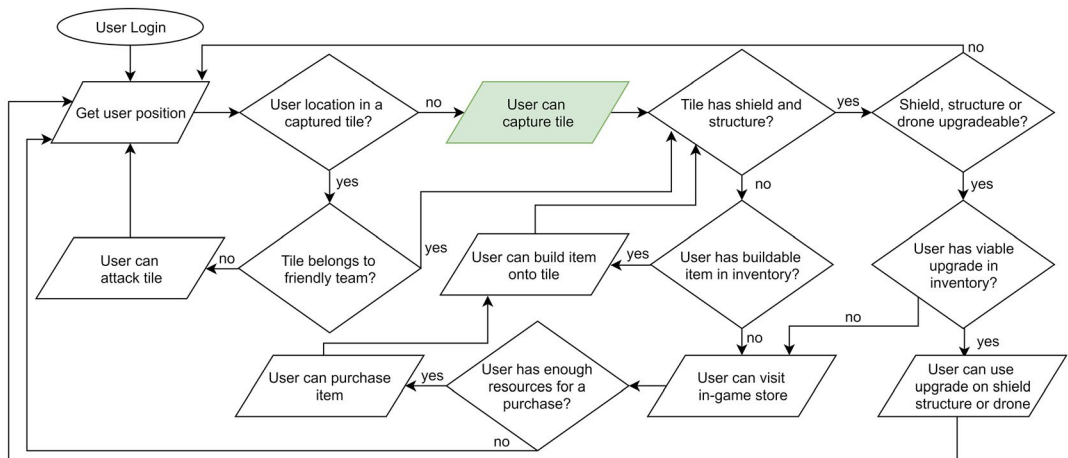 User Login
Get user position
User location in a
captured tile?
no
User can
capture tile
Tile has shield and
structure?
yes
Shield, structure or
drone upgradeable?
no
yes
no
yes
User can
attack tile
no
Tile belongs to
friendly team?
yes
User can build item
onto tile
yes
User has buildable
item in inventory?
User has viable
upgrade in
inventory?
no
no
yes
User can purchase
item
yes
User has enough
resources for a
purchase?
User can visit
in-game store
User can use
upgrade on shield
structure or drone
no